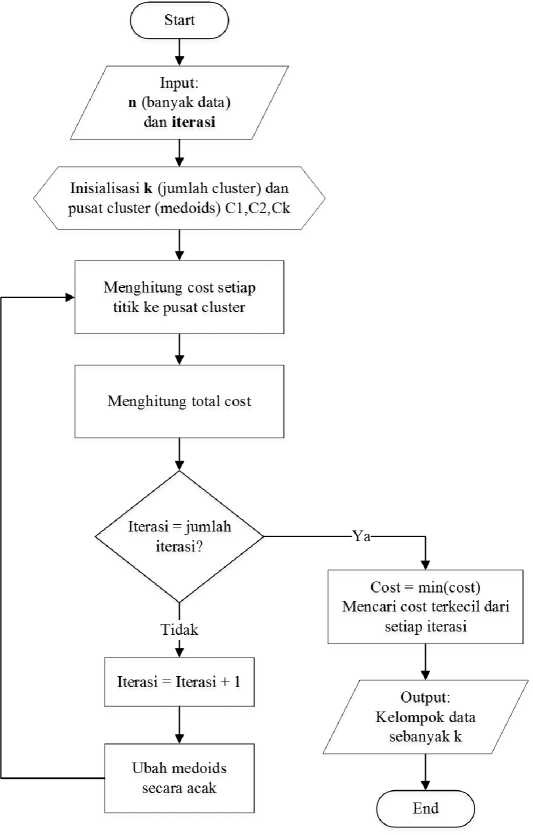 Start
Input:
n (banyak data)
dan iterasi
Inisialisasi k (jumlah cluster) dan
pusat cluster (medoids) C1,C2,Ck
Menghitung cost setiap
titik ke pusat cluster
Menghitung total cost
Iterasi = jumlah
iterasi?
Ya
Tidak
Cost = min(cost)
Mencari cost terkecil dari
setiap iterasi
Iterasi = Iterasi + 1
Output:
Kelompok data
sebanyak k
Ubah medoids
secara acak
End